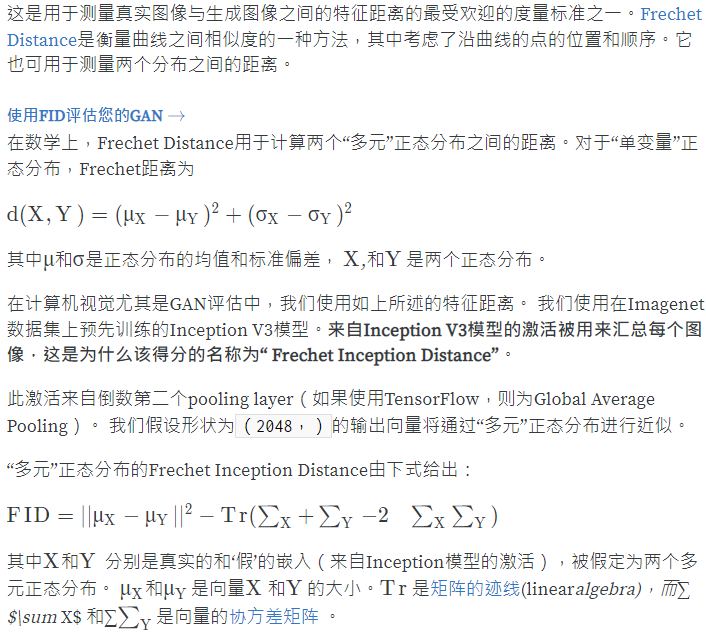 这是用于测量真实图像与生成图像之间的特征距离的最受欢迎的度量标准之一。Frechet
Distance是衡量曲线之间相似度的一种方法，其中考虑了沿曲线的点的位置和顺序。它
也可用于测量两个分布之间的距离。
使用FID评估您的GAN →
在数学上，Frechet Distance用于计算两个“多元”正态分布之间的距离。对于“单变量”正
态分布，Frechet距离为
d(X, Y) = (μX − μY)² + (σX − σY)²
其中μ和σ是正态分布的均值和标准偏差， X,和Y 是两个正态分布。
在计算机视觉尤其是GAN评估中，我们使用如上所述的特征距离。 我们使用在Imagenet
数据集上预先训练的Inception V3模型。来自Inception V3模型的激活被用来汇总每个图
像，这是为什么该得分的名称为“ Frechet Inception Distance”。
此激活来自倒数第二个pooling layer（如果使用TensorFlow，则为Global Average
Pooling）。 我们假设形状为（2048，）的输出向量将通过“多元”正态分布进行近似。
“多元”正态分布的Frechet Inception Distance由下式给出：
FID = ||μX − μY||² − Tr(∑X + ∑Y −2 ∑X∑Y)
其中X和Y 分别是真实的和‘假’的嵌入（来自Inception模型的激活），被假定为两个多
元正态分布。 μX和μY 是向量X 和Y 的大小。Tr 是矩阵的迹线(linearalgebra)，而∑
$\sum X$ 和∑∑Y 是向量的协方差矩阵 。